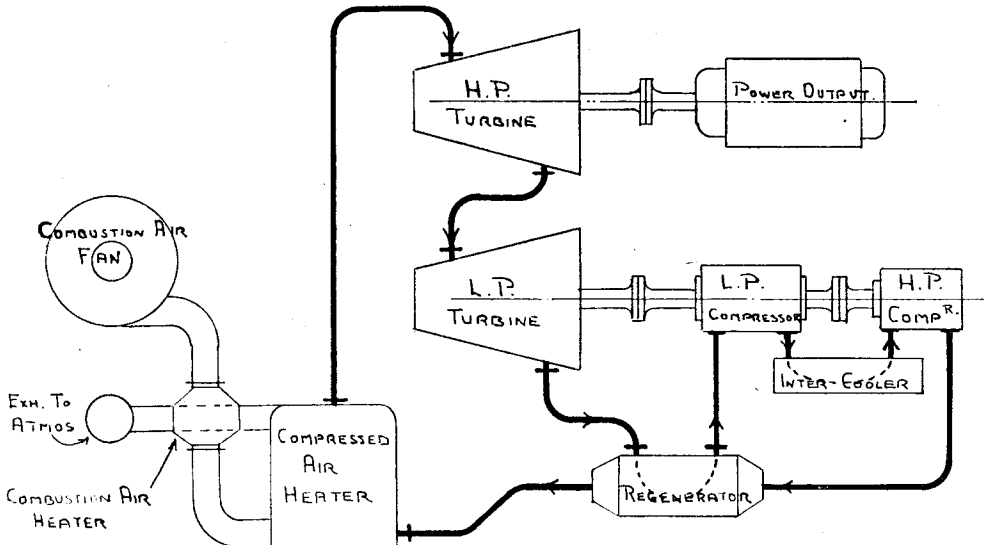 H.P.
TURBINE
POWER OUTPUT.
COMBUSTION AIR
FAN
L.P.
TURBINE
L.P.
COMPRESSOR
H.P.
COMPR.
INTER-COOLER
EXH. TO
ATMOS
COMPRESSED
AIR
HEATER
REGENERATOR
COMBUSTION AIR
HEATER